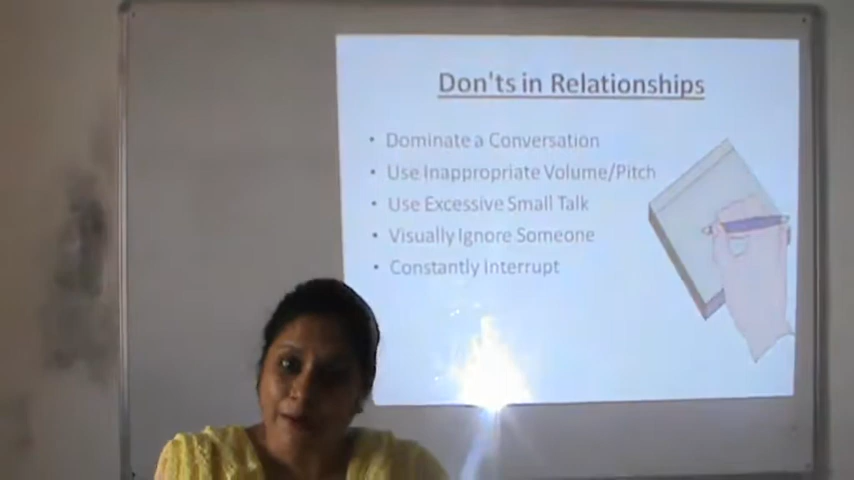 Don'ts in Relationships
• Dominate a Conversation
• Use Inappropriate Volume/Pitch
• Use Excessive Small Talk
• Visually Ignore Someone
• Constantly Interrupt